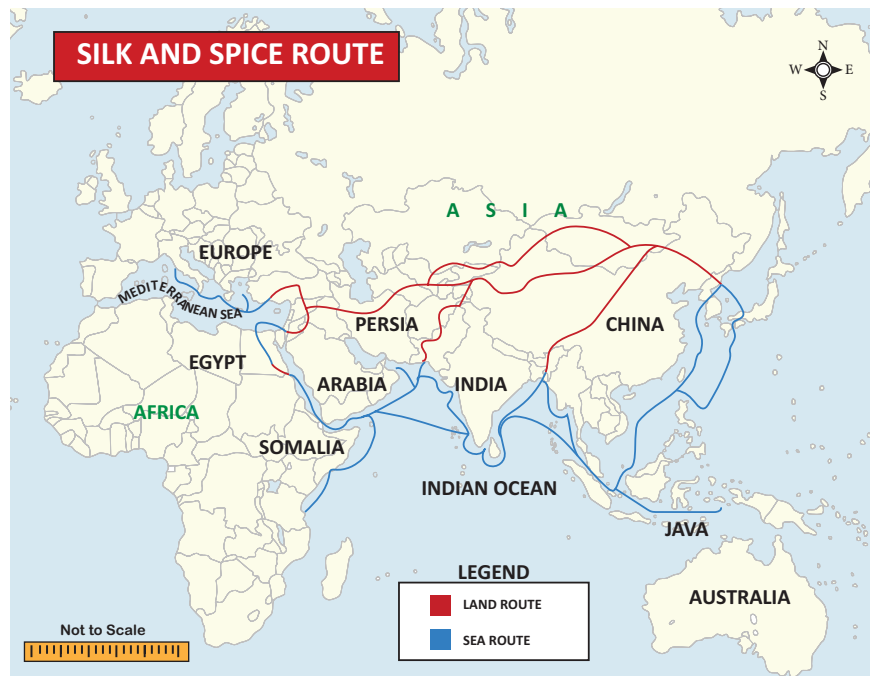 SILK AND SPICE ROUTE
N
W E
S
A S I A
EUROPE
MEDITERRANEAN SEA
PERSIA
CHINA
EGYPT
ARABIA
INDIA
AFRICA
SOMALIA
INDIAN OCEAN
JAVA
AUSTRALIA
LEGEND
LAND ROUTE
SEA ROUTE
Not to Scale